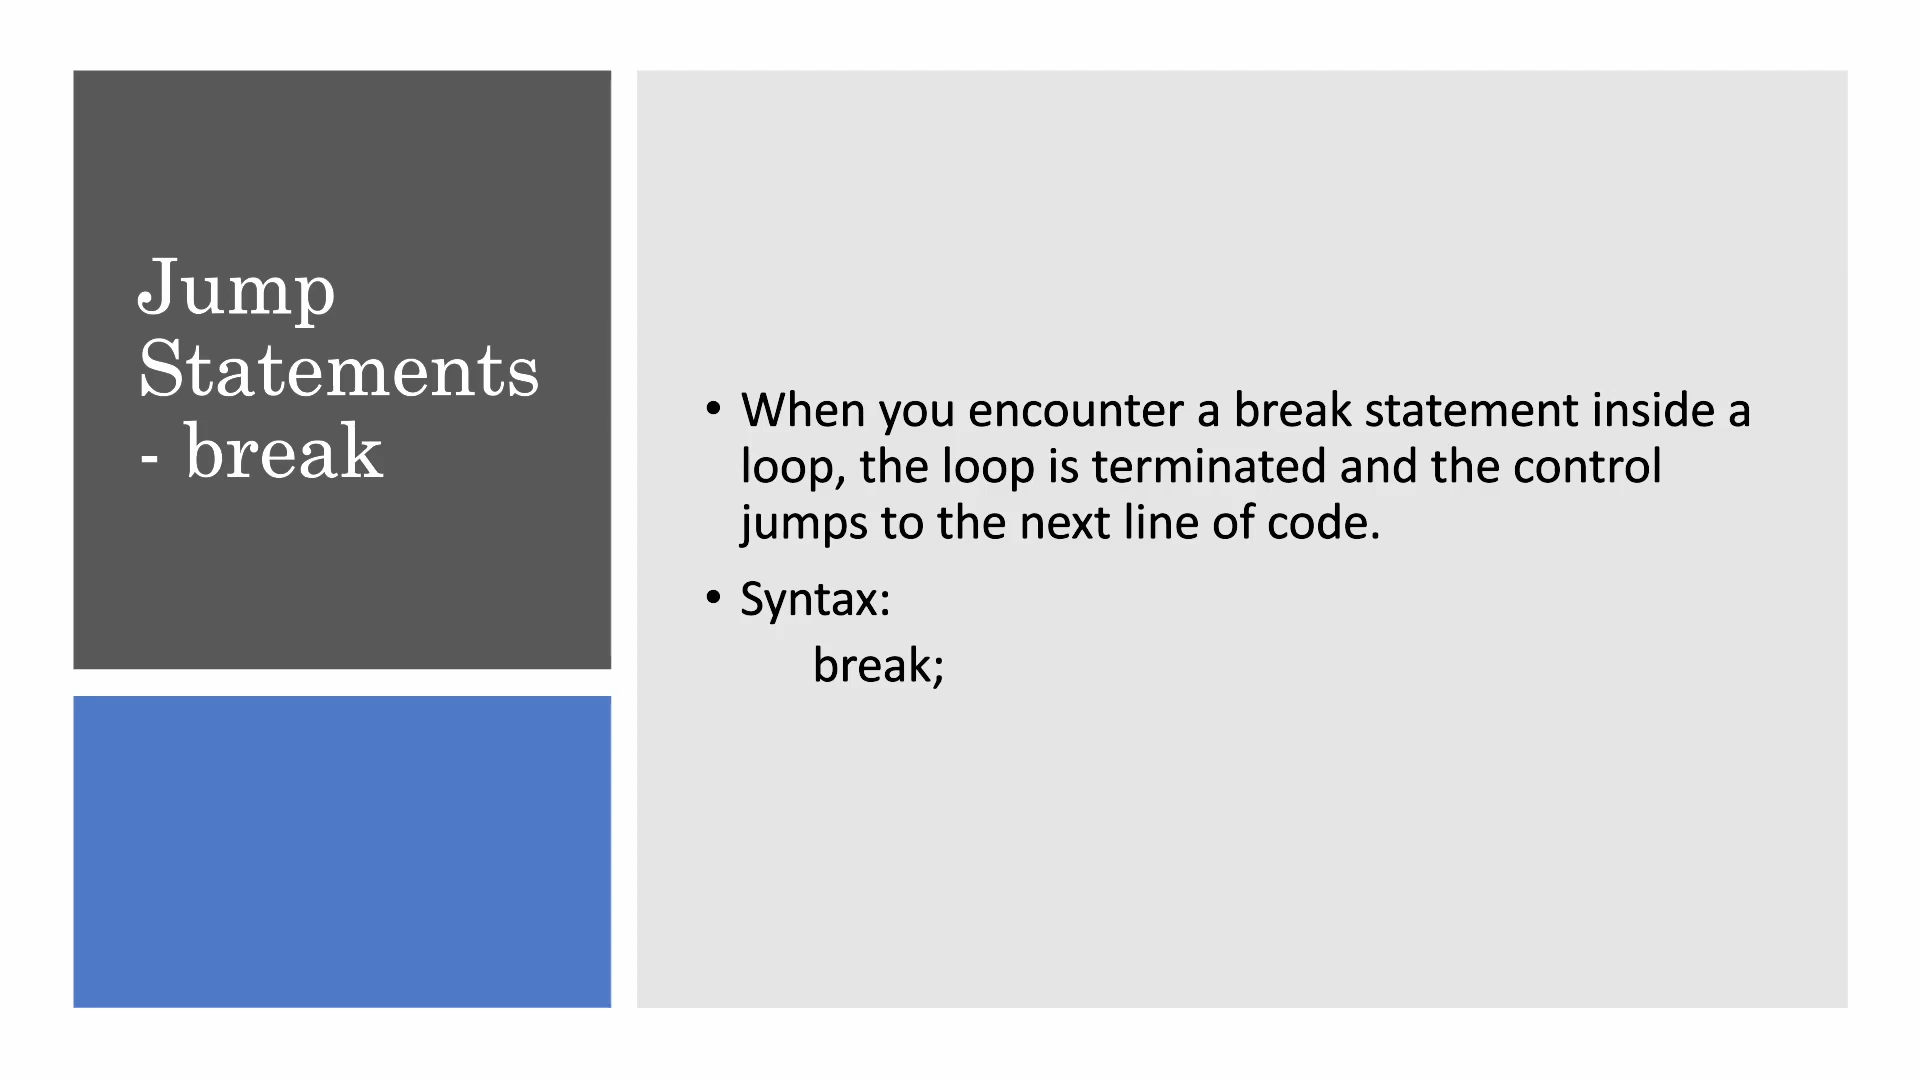 Jump
Statements
- break
• When you encounter a break statement inside a
loop, the loop is terminated and the control
jumps to the next line of code.
• Syntax:
break;